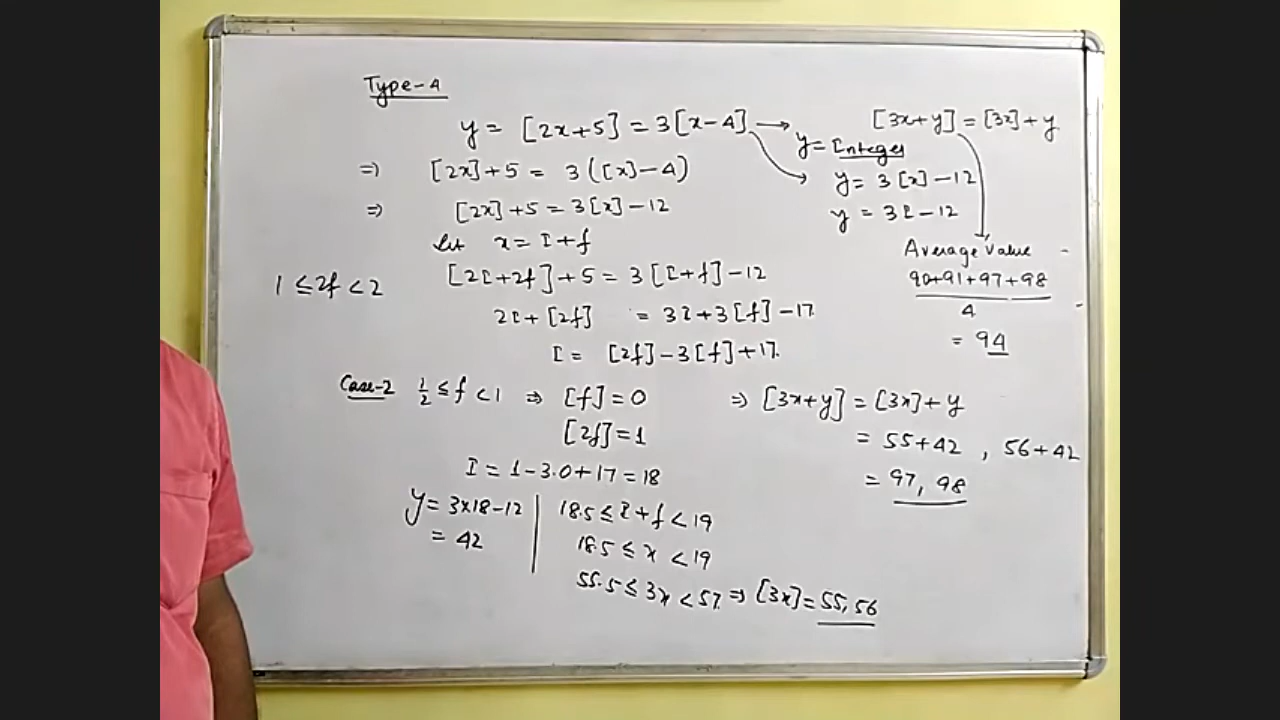 Type-4
y = [2x+5] = 3[x-4] → y = Integer
[3x+y] = [3x]+y
⇒ [2x]+5 = 3([x]-4)
y = 3[x]-12
⇒ [2x]+5 = 3[x]-12
y = 3I-12
let x = I+f
Average Value
1 ≤ 2f < 2
[2I+2f]+5 = 3[I+f]-12
90+91+97+98
4
2I+[2f] = 3I+3[f]-17
= 94
I = [2f]-3[f]+17
Case-2 1/2 ≤ f < 1 ⇒ [f]=0
⇒ [3x+y] = [3x]+y
[2f]=1
= 55+42 , 56+42
I = 1-3.0+17 = 18
= 97, 98
y = 3x18-12
18.5 ≤ I+f < 19
= 42
18.5 ≤ x < 19
55.5 ≤ 3x < 57 ⇒ [3x] = 55, 56